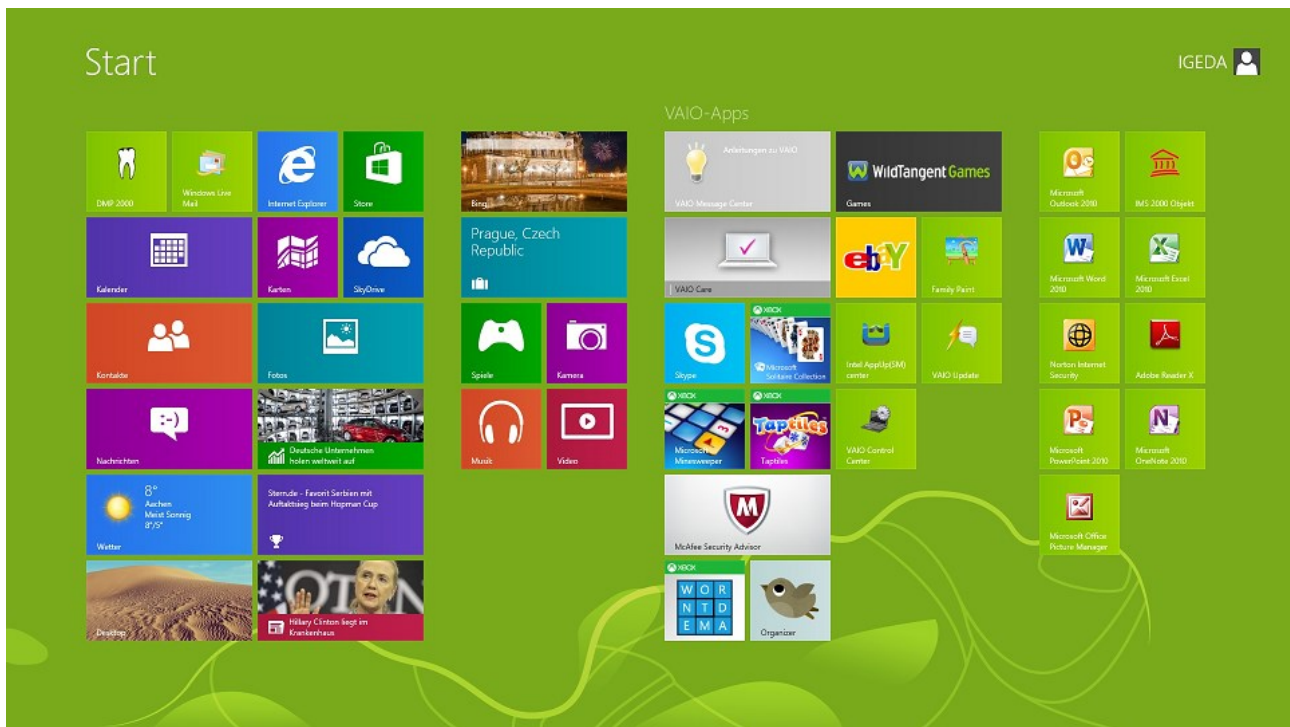 Start
IGEDA
DMP 2000
Windows Live
Mail
Internet Explorer
Store
Kalender
Karten
SkyDrive
Kontakte
Fotos
Nachrichten
Deutsche Unternehmen
holen weltweit auf
8°
Aachen
Meist Sonnig
8°/5°
Wetter
Stern.de - Favorit Serbien mit
Auftaktsieg beim Hopman Cup
Desktop
Hillary Clinton liegt im
Krankenhaus
Bing
Prague, Czech
Republic
Spiele
Kamera
Musik
Video
VAIO-Apps
Anleitungen zu VAIO
VAIO Message Center
WildTangent Games
Games
VAIO Care
ebY
Family Paint
Skype
XBOX
Microsoft
Solitaire Collection
Intel AppUp(SM)
center
VAIO Update
XBOX
Microsoft
Minesweeper
XBOX
Taptiles
Taptiles
VAIO Control
Center
McAfee Security Advisor
XBOX
W O R
N T D
E M A
Organizer
Microsoft
Outlook 2010
IMS 2000 Objekt
Microsoft Word
2010
Microsoft Excel
2010
Norton Internet
Security
Adobe Reader X
Microsoft
PowerPoint 2010
Microsoft
OneNote 2010
Microsoft Office
Picture Manager